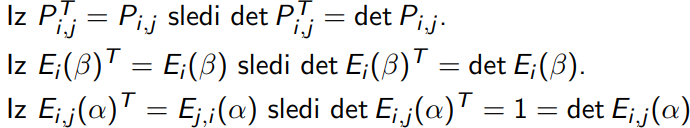 Iz $P_{i,j}^T = P_{i,j}$ sledi $\det P_{i,j}^T = \det P_{i,j}$.
Iz $E_i(\beta)^T = E_i(\beta)$ sledi $\det E_i(\beta)^T = \det E_i(\beta)$.
Iz $E_{i,j}(\alpha)^T = E_{j,i}(\alpha)$ sledi $\det E_{i,j}(\alpha)^T = 1 = \det E_{i,j}(\alpha)$